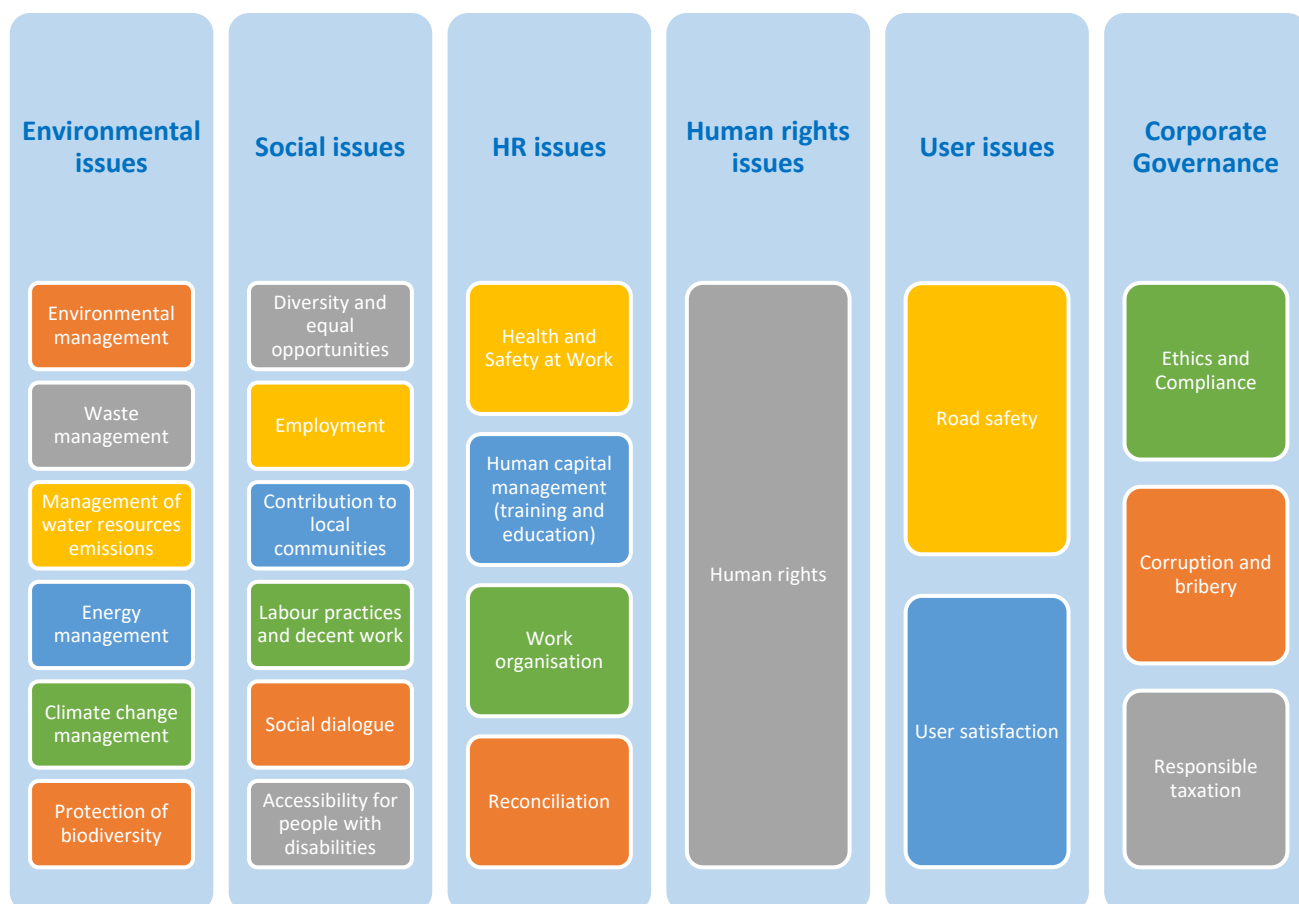 Environmental
issues
Environmental
management
Waste
management
Management of
water resources
emissions
Energy
management
Climate change
management
Protection of
biodiversity
Social issues
Diversity and
equal
opportunities
Employment
Contribution to
local
communities
Labour practices
and decent work
Social dialogue
Accessibility for
people with
disabilities
HR issues
Health and
Safety at Work
Human capital
management
(training and
education)
Work
organisation
Reconciliation
Human rights
issues
Human rights
User issues
Road safety
User satisfaction
Corporate
Governance
Ethics and
Compliance
Corruption and
bribery
Responsible
taxation